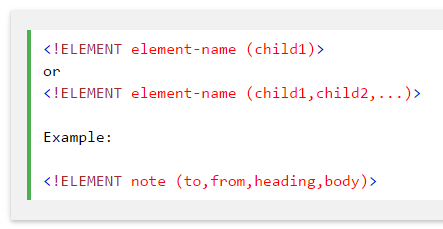 <!ELEMENT element-name (child1)>
or
<!ELEMENT element-name (child1,child2,...)>
Example:
<!ELEMENT note (to,from,heading,body)>